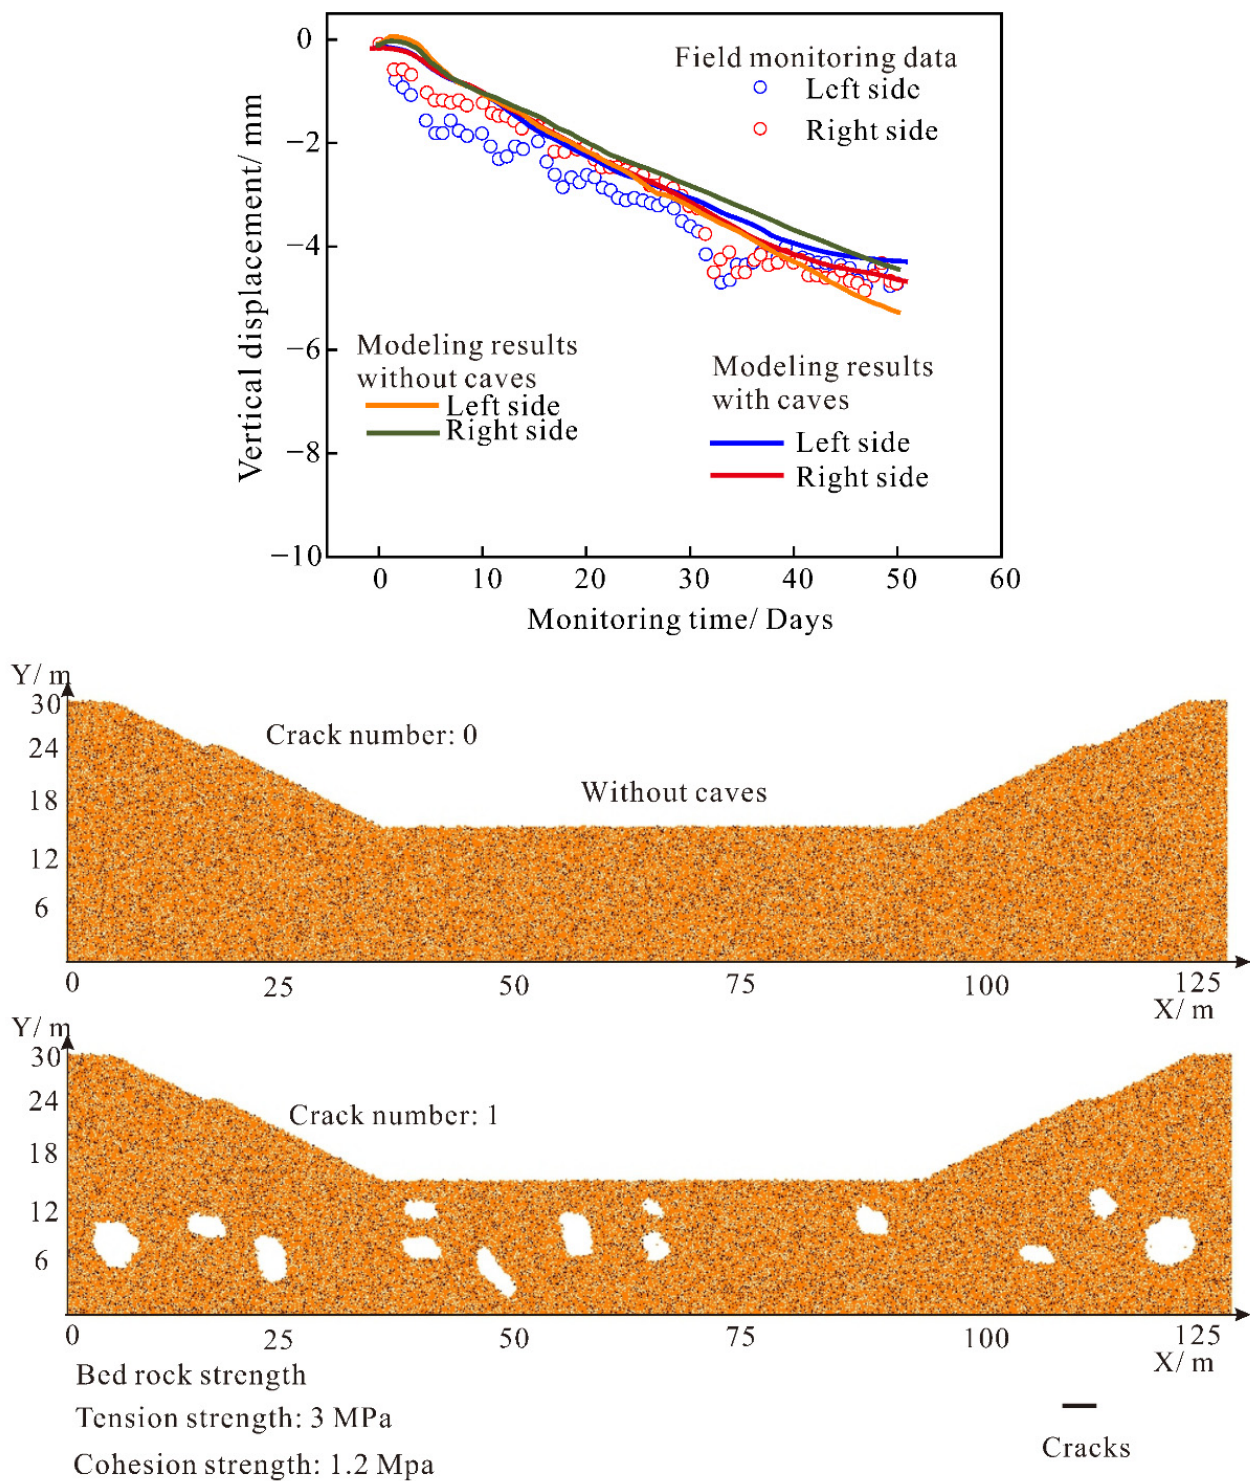 0
−2
−4
−6
−8
−10
Vertical displacement/ mm
Field monitoring data
Left side
Right side
Modeling results
without caves
Left side
Right side
Modeling results
with caves
Left side
Right side
0 10 20 30 40 50 60
Monitoring time/ Days
Y/ m
30
24
18
12
6
Crack number: 0
Without caves
0 25 50 75 100 125
X/ m
Y/ m
30
24
18
12
6
Crack number: 1
0 25 50 75 100 125
X/ m
Bed rock strength
Tension strength: 3 MPa
Cohesion strength: 1.2 Mpa
Cracks